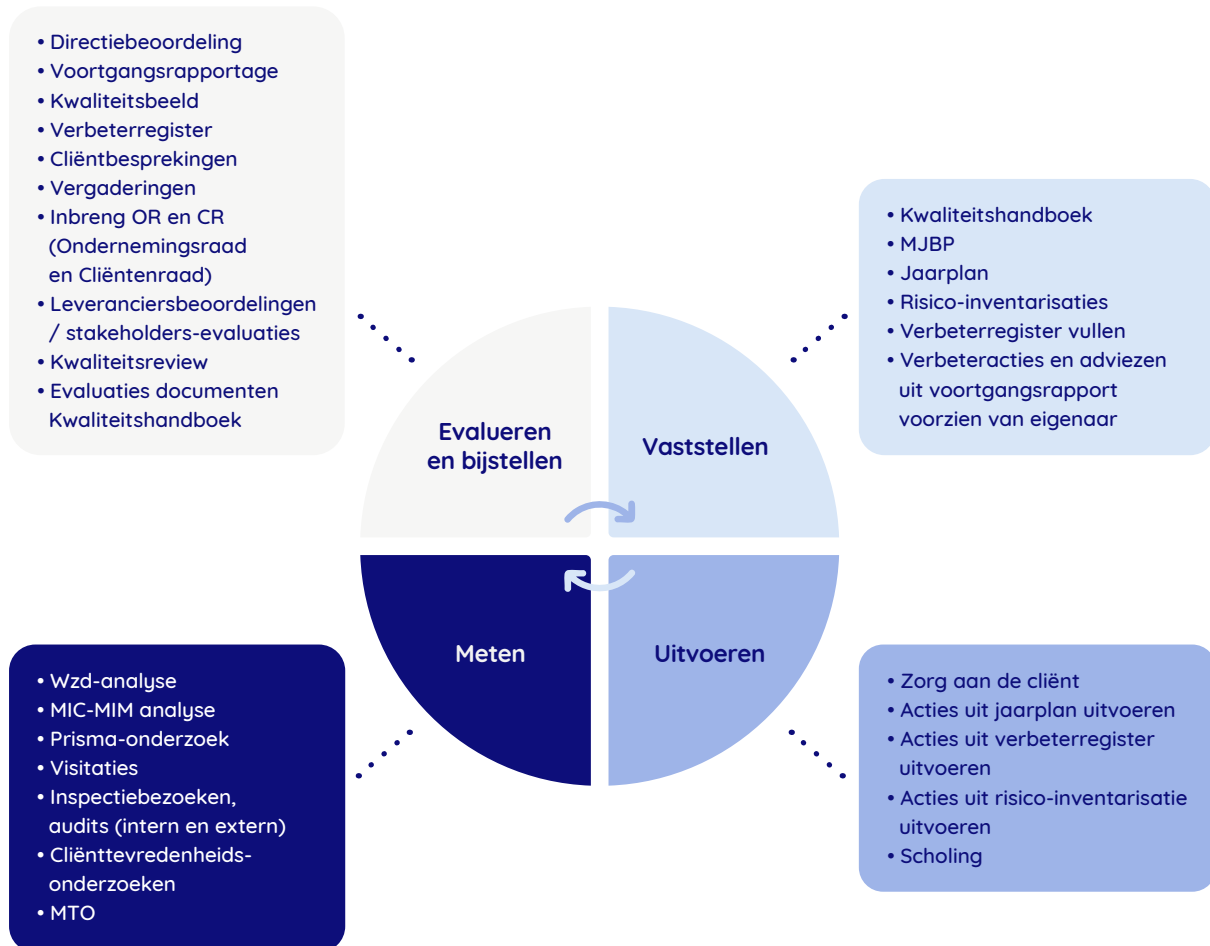 • Directiebeoordeling
• Voortgangsrapportage
• Kwaliteitsbeeld
• Verbeterregister
• Cliëntbesprekingen
• Vergaderingen
• Inbreng OR en CR
(Ondernemingsraad
en Cliëntenraad)
• Leveranciersbeoordelingen
/ stakeholders-evaluaties
• Kwaliteitsreview
• Evaluaties documenten
Kwaliteitshandboek
• Kwaliteitshandboek
• MJBP
• Jaarplan
• Risico-inventarisaties
• Verbeterregister vullen
• Verbeteracties en adviezen
uit voortgangsrapport
voorzien van eigenaar
Evalueren
en bijstellen
Vaststellen
Meten
Uitvoeren
• Wzd-analyse
• MIC-MIM analyse
• Prisma-onderzoek
• Visitaties
• Inspectiebezoeken,
audits (intern en extern)
• Cliënttevredenheids-
onderzoeken
• MTO
• Zorg aan de cliënt
• Acties uit jaarplan uitvoeren
• Acties uit verbeterregister
uitvoeren
• Acties uit risico-inventarisatie
uitvoeren
• Scholing